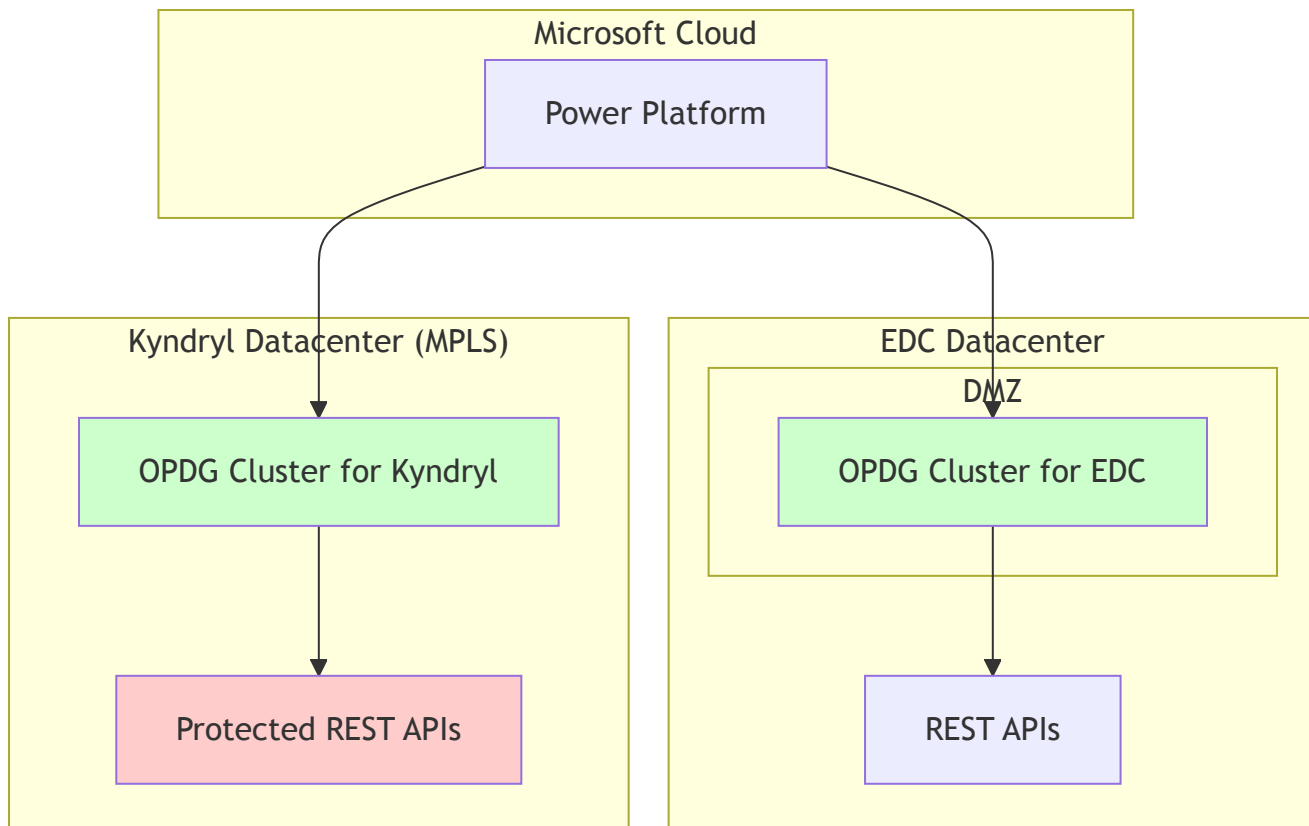 Microsoft Cloud
Power Platform
Kyndryl Datacenter (MPLS)
EDC Datacenter
DMZ
OPDG Cluster for Kyndryl
OPDG Cluster for EDC
Protected REST APIs
REST APIs